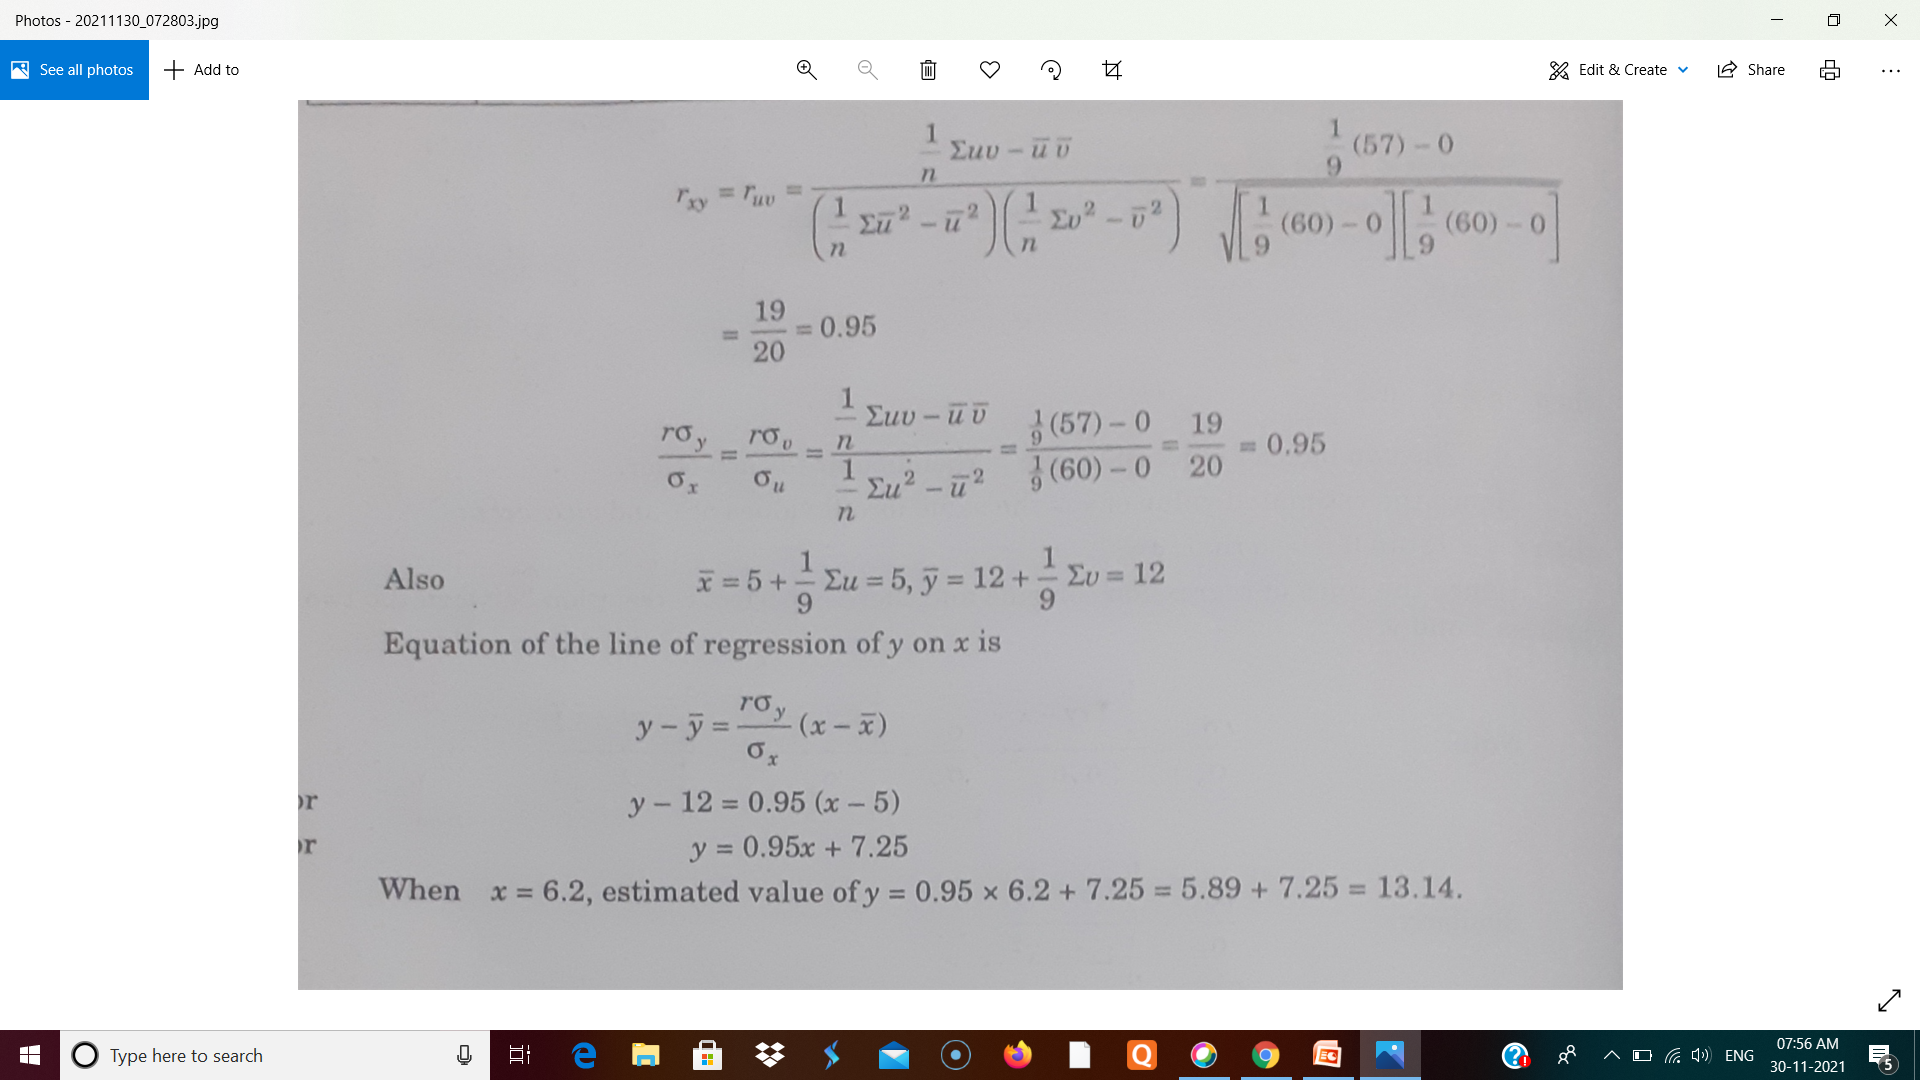 Photos - 20211130_072803.jpg
See all photos
Add to
Edit & Create
Share
r_xy = r_uv = (1/n Σuv – ū v̄) / (1/n Σū² – ū²)(1/n Σv² – v̄²) = (1/9 (57) – 0) / √[1/9 (60) – 0][1/9 (60) – 0]
= 19/20 = 0.95
rσ_y/σ_x = rσ_v/σ_u = (1/n Σuv – ū v̄) / (1/n Σu² – ū²) = (1/9 (57) – 0) / (1/9 (60) – 0) = 19/20 = 0.95
Also x̄ = 5 + 1/9 Σu = 5, ȳ = 12 + 1/9 Σv = 12
Equation of the line of regression of y on x is
y – ȳ = rσ_y/σ_x (x – x̄)
or y – 12 = 0.95 (x – 5)
or y = 0.95x + 7.25
When x = 6.2, estimated value of y = 0.95 × 6.2 + 7.25 = 5.89 + 7.25 = 13.14.
Type here to search
ENG
07:56 AM
30-11-2021
5